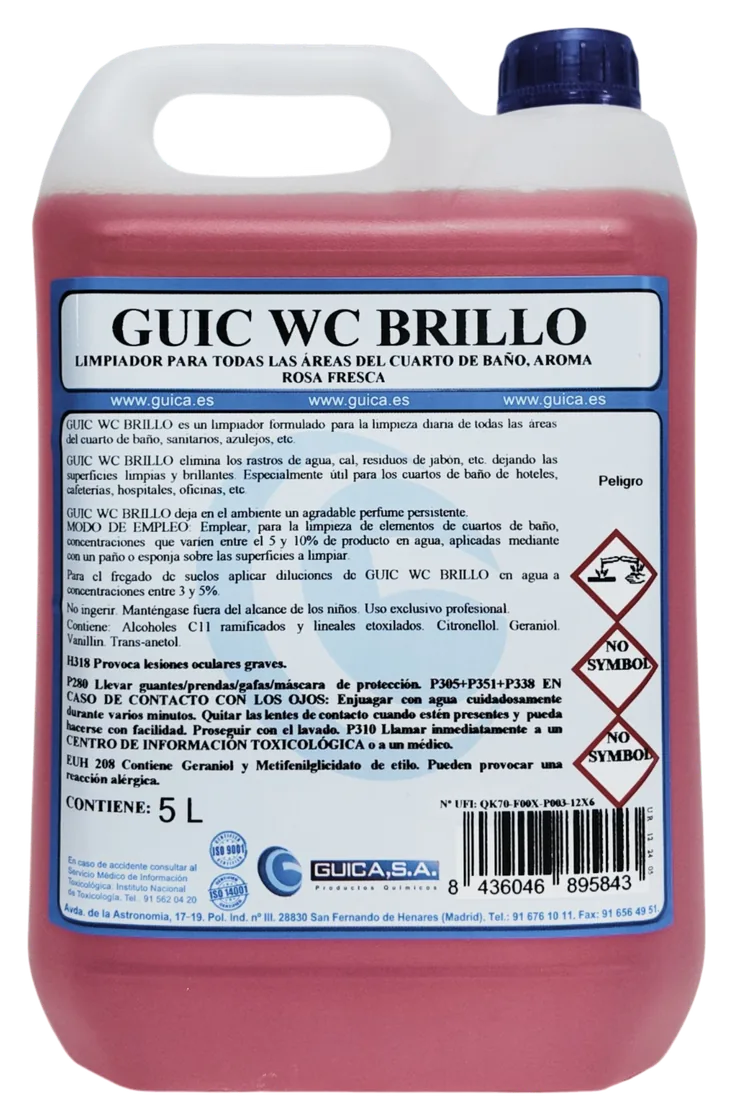 GUIC WC BRILLO
LIMPIADOR PARA TODAS LAS ÁREAS DEL CUARTO DE BAÑO, AROMA
ROSA FRESCA
www.guica.es www.guica.es www.guica.es
GUIC WC BRILLO es un limpiador formulado para la limpieza diaria de todas las áreas
del cuarto de baño, sanitarios, azulejos, etc.
GUIC WC BRILLO elimina los rastros de agua, cal, residuos de jabón, etc. dejando las
superficies limpias y brillantes. Especialmente útil para los cuartos de baño de hoteles,
cafeterías, hospitales, oficinas, etc.
GUIC WC BRILLO deja en el ambiente un agradable perfume persistente.
MODO DE EMPLEO: Emplear, para la limpieza de elementos de cuartos de baño,
concentraciones que varien entre el 5 y 10% de producto en agua, aplicadas mediante
con un paño o esponja sobre las superficies a limpiar.
Para el fregado de suelos aplicar diluciones de GUIC WC BRILLO en agua a
concentraciones entre 3 y 5%.
No ingerir. Manténgase fuera del alcance de los niños. Uso exclusivo profesional.
Contiene: Alcoholes C11 ramificados y lineales etoxilados. Citronellol. Geraniol.
Vanillin. Trans-anetol.
H318 Provoca lesiones oculares graves.
P280 Llevar guantes/prendas/gafas/máscara de protección. P305+P351+P338 EN
CASO DE CONTACTO CON LOS OJOS: Enjuagar con agua cuidadosamente
durante varios minutos. Quitar las lentes de contacto cuando estén presentes y pueda
hacerse con facilidad. Proseguir con el lavado. P310 Llamar inmediatamente a un
CENTRO DE INFORMACIÓN TOXICOLÓGICA o a un médico.
EUH 208 Contiene Geraniol y Metifenilglicidato de etilo. Pueden provocar una
reacción alérgica.
Peligro
NO
SYMBOL
NO
SYMBOL
CONTIENE: 5 L
Nº UFI: QK70-F00X-P003-12X6
ISO 9001
ISO 14001
En caso de accidente consultar al
Servicio Médico de Información
Toxicológica. Instituto Nacional
de Toxicología. Tel. 91 562 04 20
GUICA,S.A.
Productos Químicos
8 436046 895843
Avda. de la Astronomia, 17-19. Pol. Ind. nº III. 28830 San Fernando de Henares (Madrid). Tel.: 91 676 10 11. Fax: 91 656 49 51